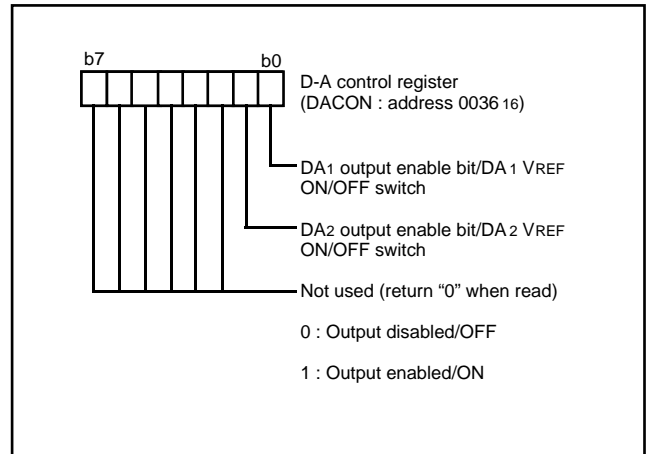 b7 b0
D-A control register
(DACON : address 0036 16)
DA1 output enable bit/DA 1 VREF
ON/OFF switch
DA2 output enable bit/DA 2 VREF
ON/OFF switch
Not used (return “0” when read)
0 : Output disabled/OFF
1 : Output enabled/ON